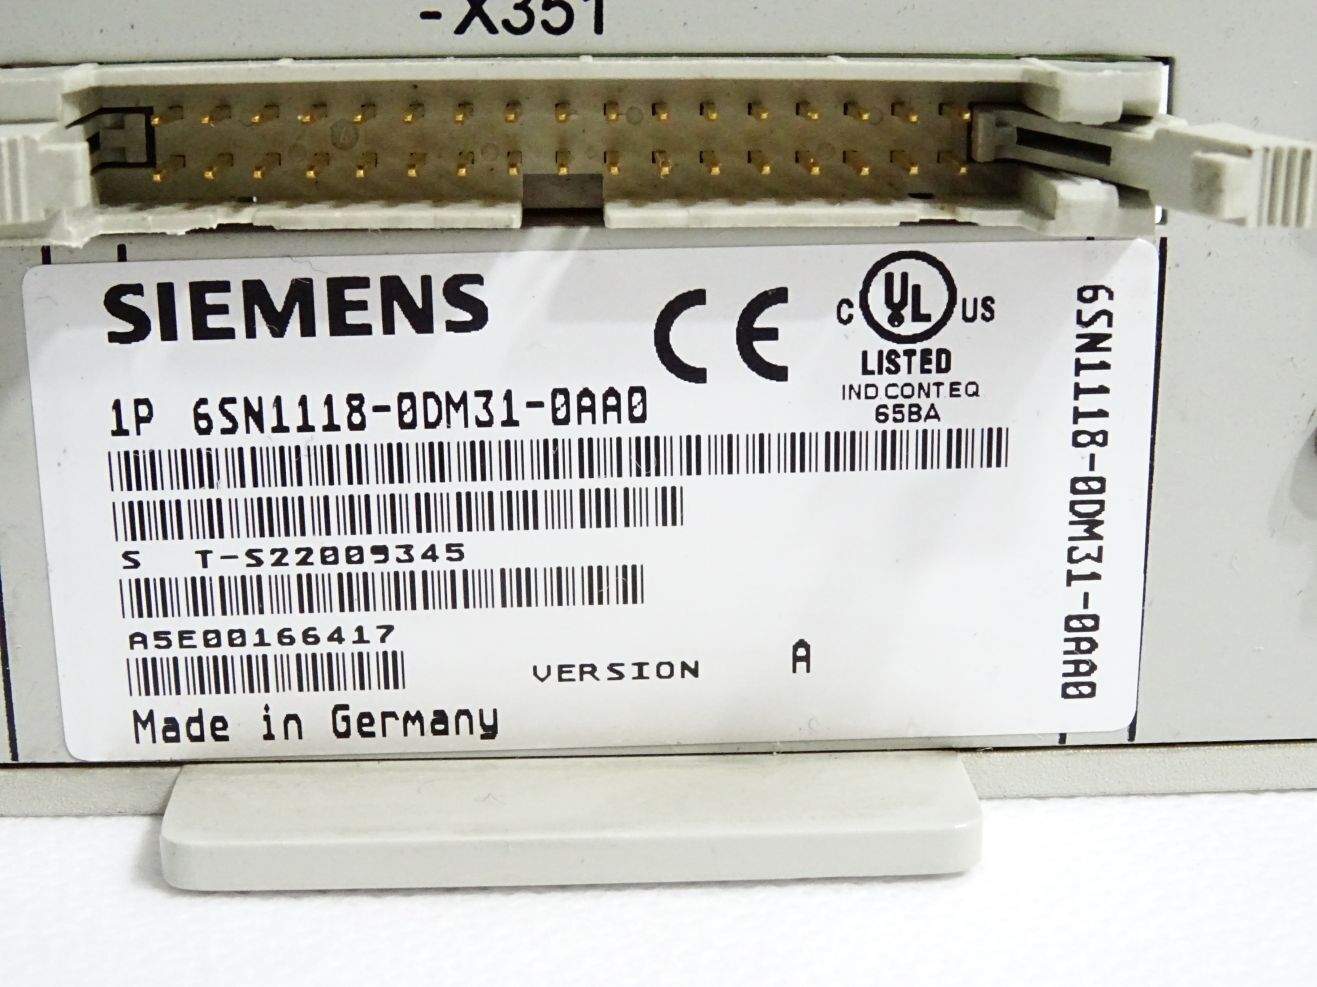 -X351
SIEMENS
CE
C UL US
LISTED
IND CONT EQ
65BA
1P 6SN1118-0DM31-0AA0
S T-S22009345
A5E00166417
VERSION A
Made in Germany
6SN1118-0DM31-0AA0